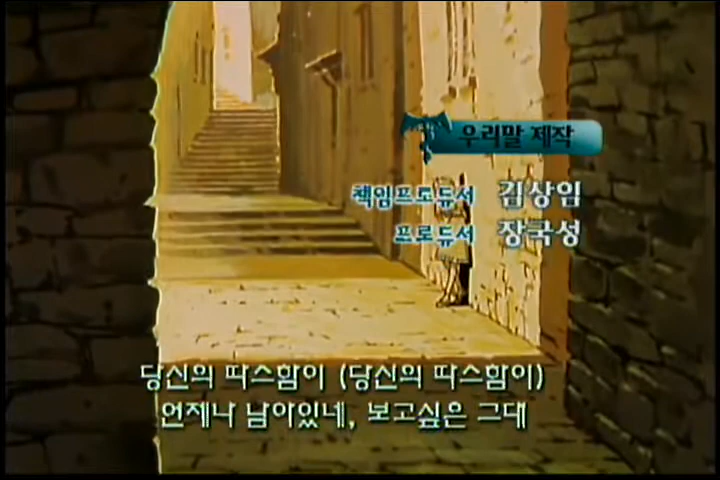 우리말 제작
책임프로듀서 김상임
프로듀서 장국성
당신의 따스함이 (당신의 따스함이)
언제나 남아있네, 보고싶은 그대